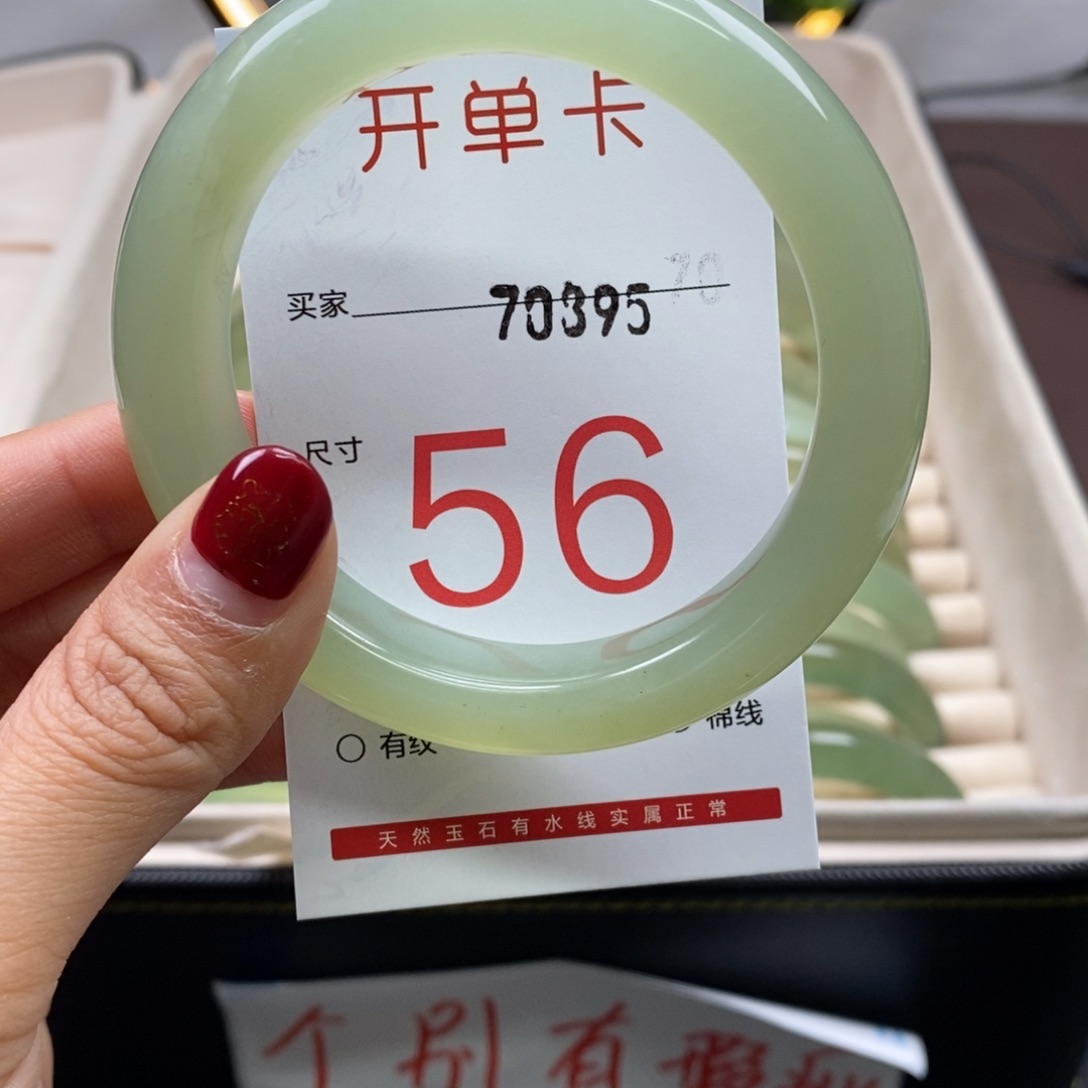 开单卡
买家 70395 70
尺寸 56
有纹 棉线
天然玉石有水线实属正常
个别有瑕疵